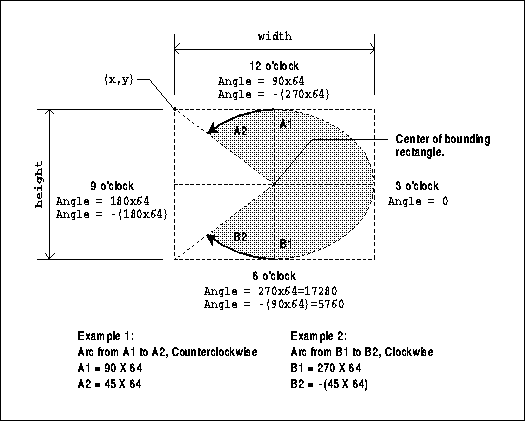 width
{x,y}
12 o'clock
Angle = 90x64
Angle = -{270x64}
A1
A2
Center of bounding
rectangle.
height
9 o'clock
Angle = 180x64
Angle = -{180x64}
3 o'clock
Angle = 0
B2
B1
6 o'clock
Angle = 270x64=17280
Angle = -{90x64}=5760
Example 1:
Arc from A1 to A2, Counterclockwise
A1 = 90 X 64
A2 = 45 X 64
Example 2:
Arc from B1 to B2, Clockwise
B1 = 270 X 64
B2 = -(45 X 64)